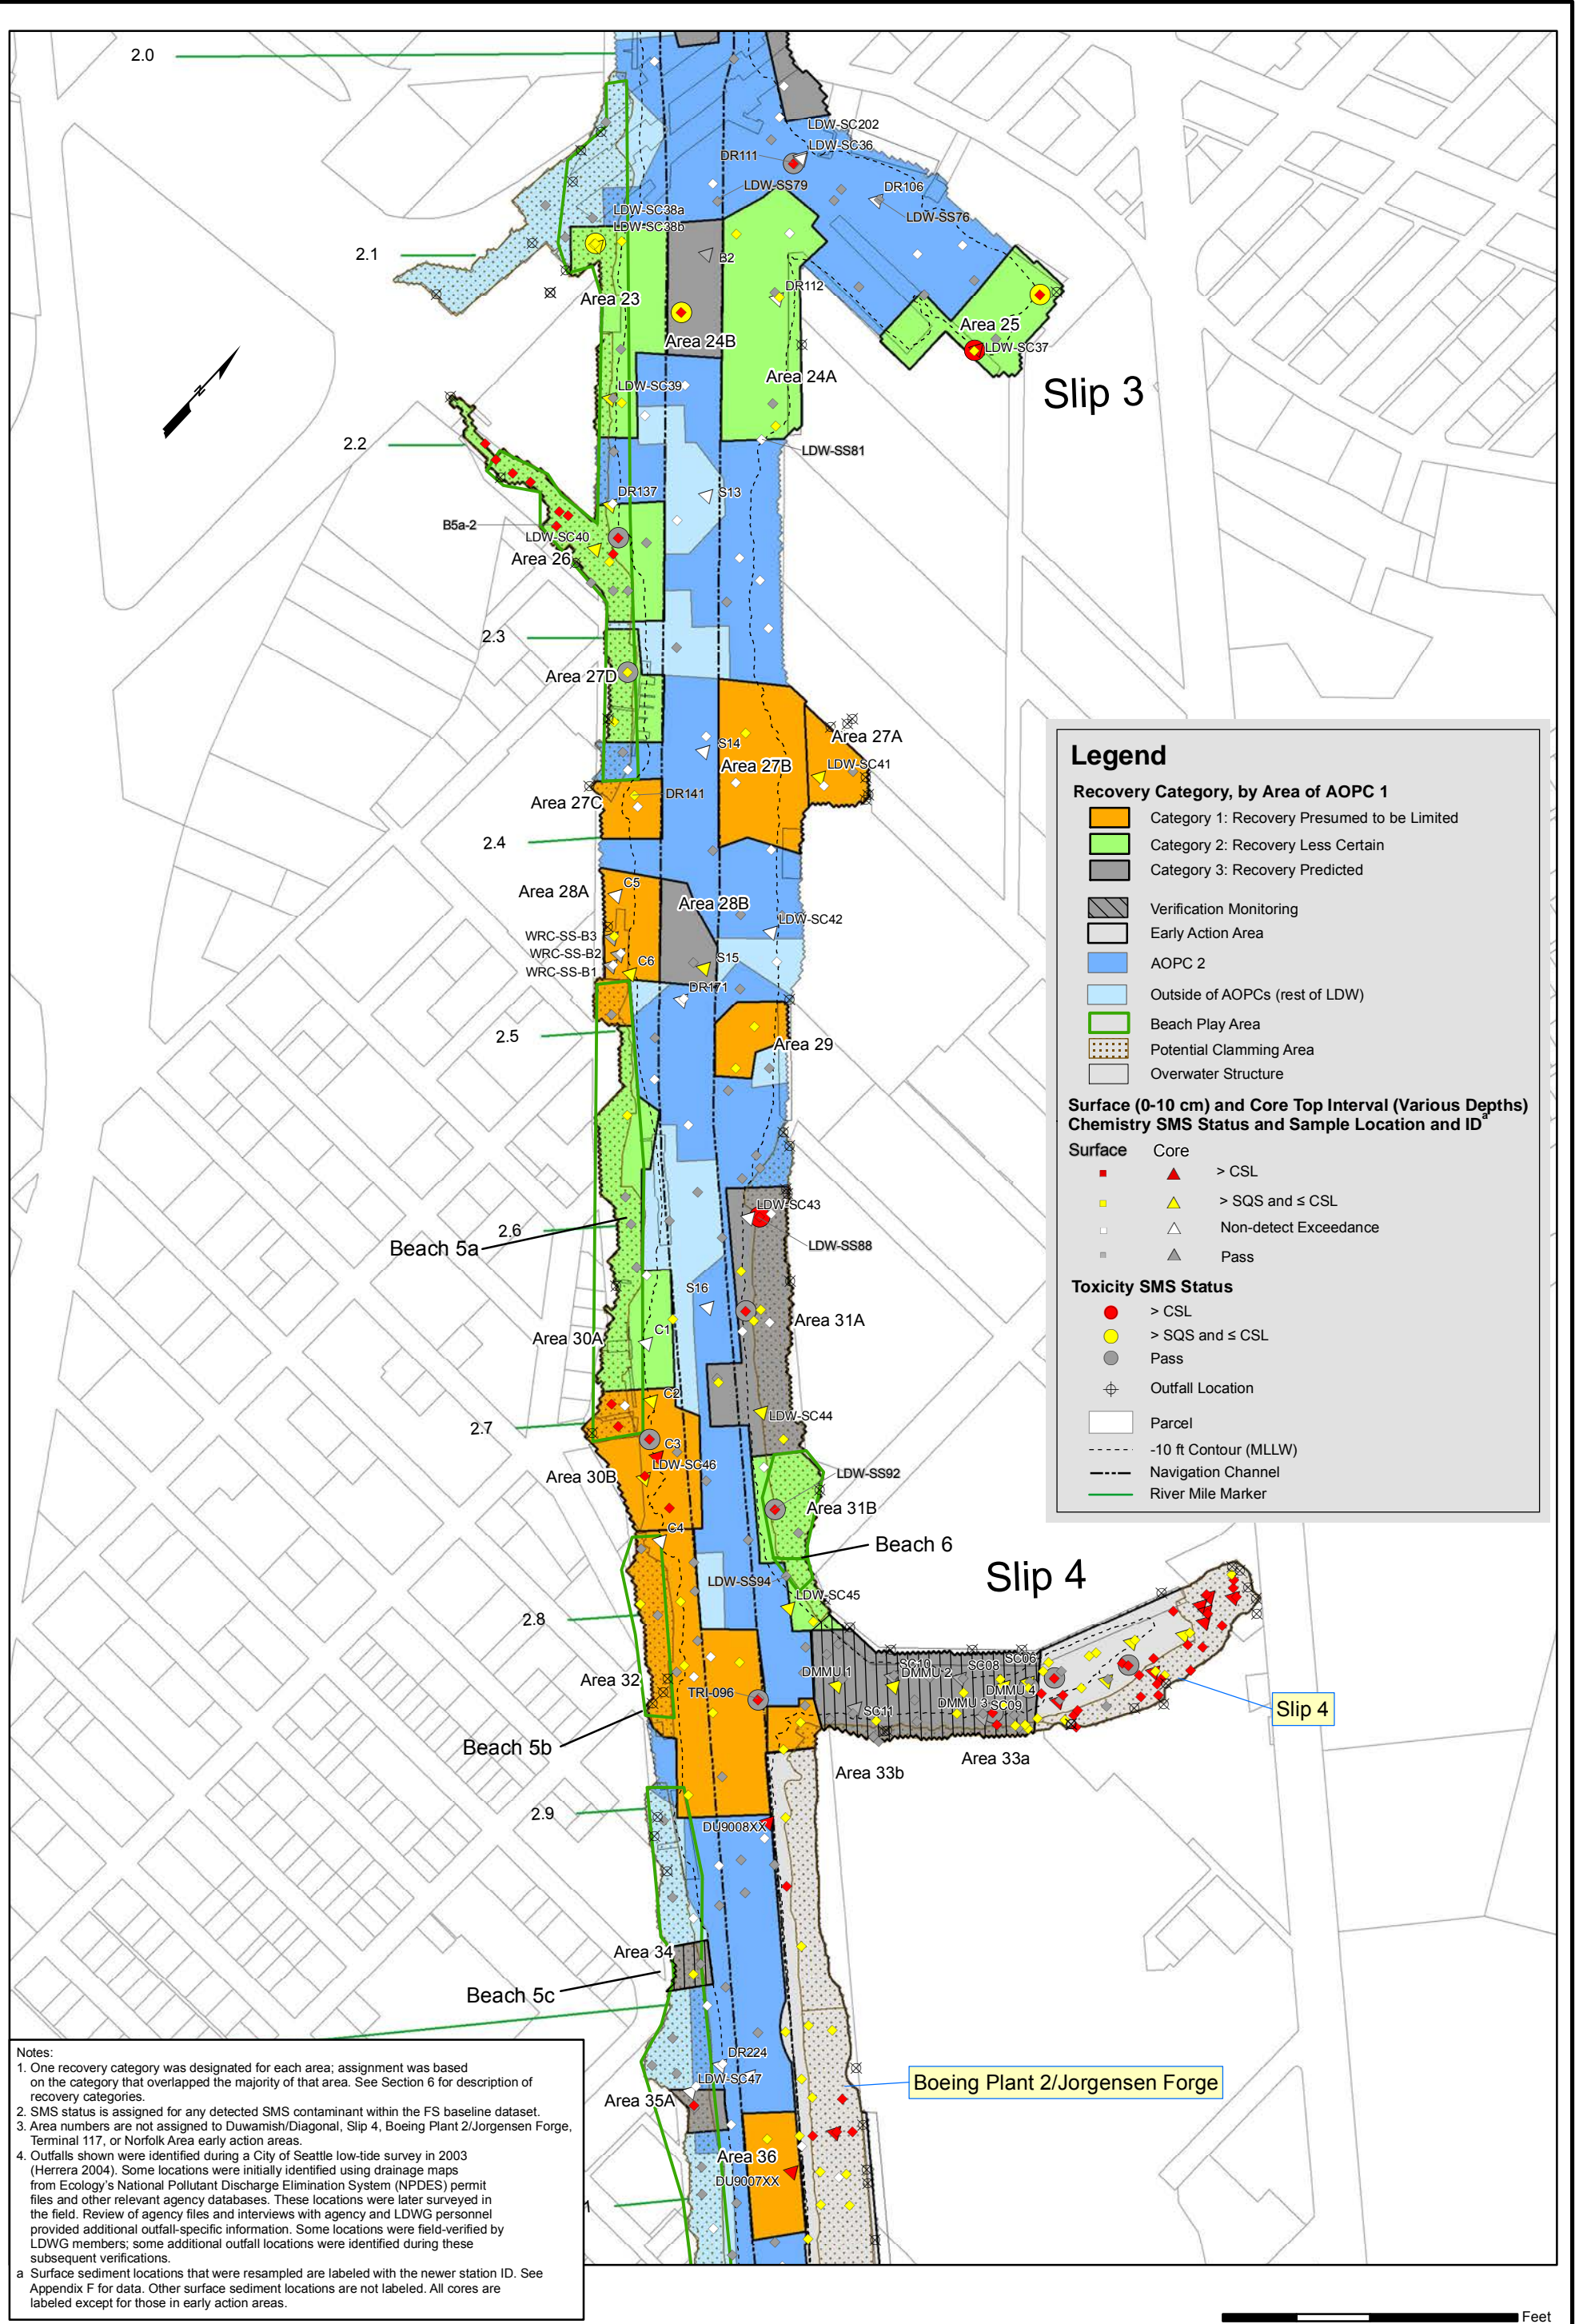 2.0
LDW-SC202
LDW-SC36
DR111
LDW-SS79
DR106
LDW-SS76
LDW-SC38a
LDW-SC38b
2.1
B2
Area 23
DR112
Area 24B
Area 25
LDW-SC37
Area 24A
LDW-SC39
Slip 3
N
2.2
LDW-SS81
S13
DR137
B5a-2
LDW-SC40
Area 26
2.3
Area 27D
Area 27A
S14
Area 27B
LDW-SC41
Area 27C
DR141
2.4
Area 28A
C5
Area 28B
LDW-SC42
WRC-SS-B3
WRC-SS-B2
WRC-SS-B1
C6
S15
DR171
2.5
Area 29
LDW-SC43
2.6
Beach 5a
LDW-SS88
S16
Area 31A
Area 30A
C1
C2
LDW-SC44
2.7
C3
LDW-SC46
Area 30B
LDW-SS92
Area 31B
C4
Beach 6
Slip 4
LDW-SS94
LDW-SC45
2.8
DMMU 1
SC10
DMMU 2
SC08
SC06
Area 32
TRI-096
DMMU 4
DMMU 3
SC09
SC11
Slip 4
Beach 5b
Area 33b
Area 33a
2.9
DU9008XX
Area 34
Beach 5c
DR224
LDW-SC47
Boeing Plant 2/Jorgensen Forge
Area 35A
Area 36
DU9007XX
Legend
Recovery Category, by Area of AOPC 1
Category 1: Recovery Presumed to be Limited
Category 2: Recovery Less Certain
Category 3: Recovery Predicted
Verification Monitoring
Early Action Area
AOPC 2
Outside of AOPCs (rest of LDW)
Beach Play Area
Potential Clamming Area
Overwater Structure
Surface (0-10 cm) and Core Top Interval (Various Depths)
Chemistry SMS Status and Sample Location and ID a
Surface Core
> CSL
> SQS and ≤ CSL
Non-detect Exceedance
Pass
Toxicity SMS Status
> CSL
> SQS and ≤ CSL
Pass
Outfall Location
Parcel
-10 ft Contour (MLLW)
Navigation Channel
River Mile Marker
Notes:
1. One recovery category was designated for each area; assignment was based
on the category that overlapped the majority of that area. See Section 6 for description of
recovery categories.
2. SMS status is assigned for any detected SMS contaminant within the FS baseline dataset.
3. Area numbers are not assigned to Duwamish/Diagonal, Slip 4, Boeing Plant 2/Jorgensen Forge,
Terminal 117, or Norfolk Area early action areas.
4. Outfalls shown were identified during a City of Seattle low-tide survey in 2003
(Herrera 2004). Some locations were initially identified using drainage maps
from Ecology's National Pollutant Discharge Elimination System (NPDES) permit
files and other relevant agency databases. These locations were later surveyed in
the field. Review of agency files and interviews with agency and LDWG personnel
provided additional outfall-specific information. Some locations were field-verified by
LDWG members; some additional outfall locations were identified during these
subsequent verifications.
a Surface sediment locations that were resampled are labeled with the newer station ID. See
Appendix F for data. Other surface sediment locations are not labeled. All cores are
labeled except for those in early action areas.
Feet